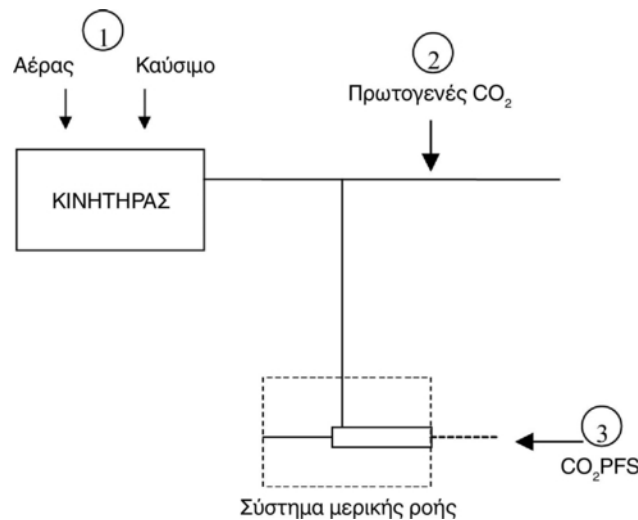 1
Αέρας Καύσιμο
2
Πρωτογενές CO₂
ΚΙΝΗΤΗΡΑΣ
3
CO₂PFS
Σύστημα μερικής ροής